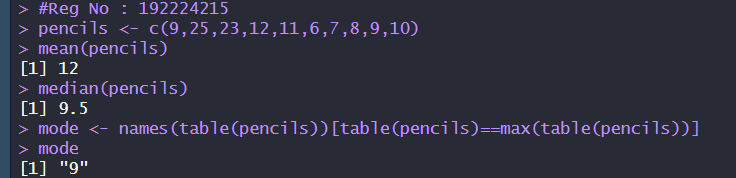 > #Reg No : 192224215
> pencils <- c(9,25,23,12,11,6,7,8,9,10)
> mean(pencils)
[1] 12
> median(pencils)
[1] 9.5
> mode <- names(table(pencils))[table(pencils)==max(table(pencils))]
> mode
[1] "9"